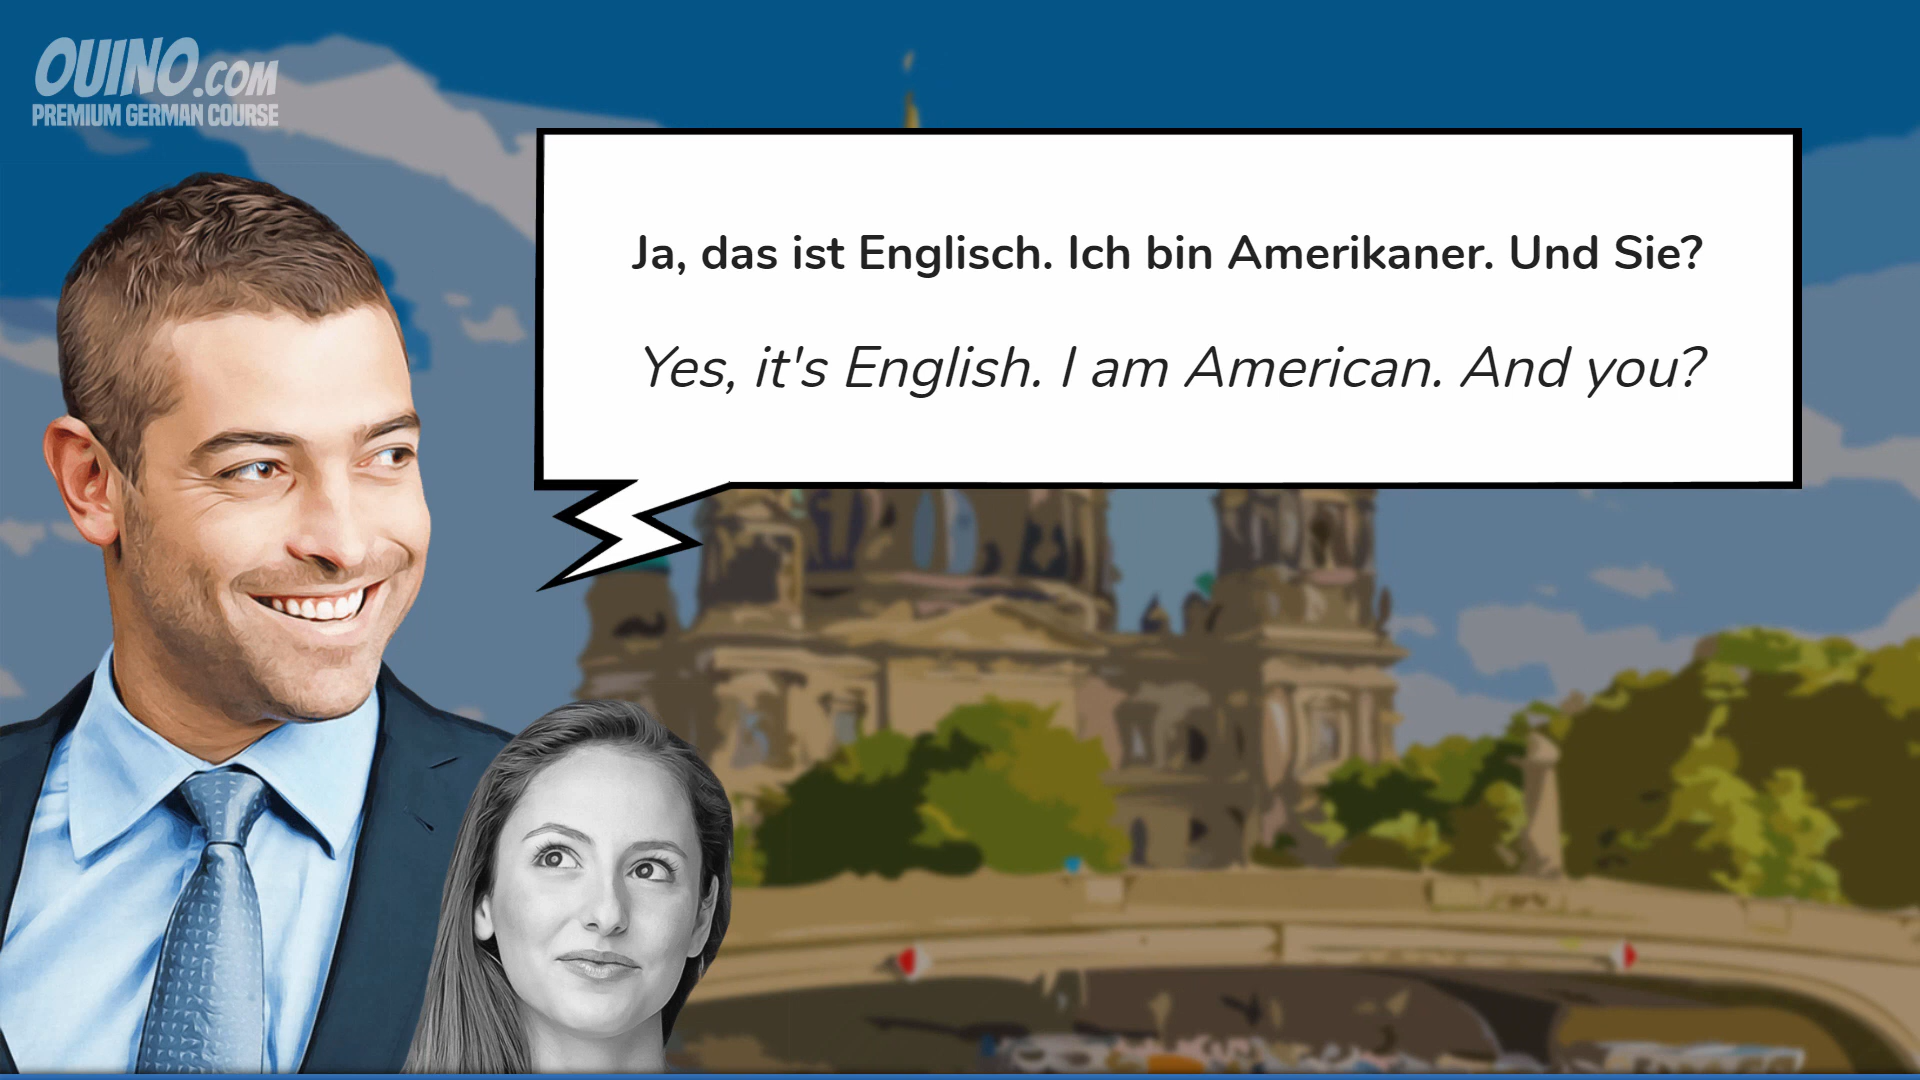 OUINO.COM
PREMIUM GERMAN COURSE
Ja, das ist Englisch. Ich bin Amerikaner. Und Sie?
Yes, it's English. I am American. And you?